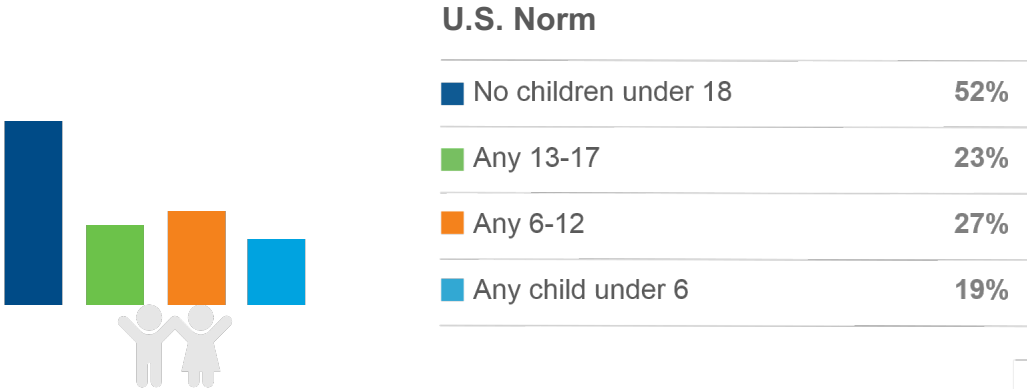 U.S. Norm
No children under 18 52%
Any 13-17 23%
Any 6-12 27%
Any child under 6 19%